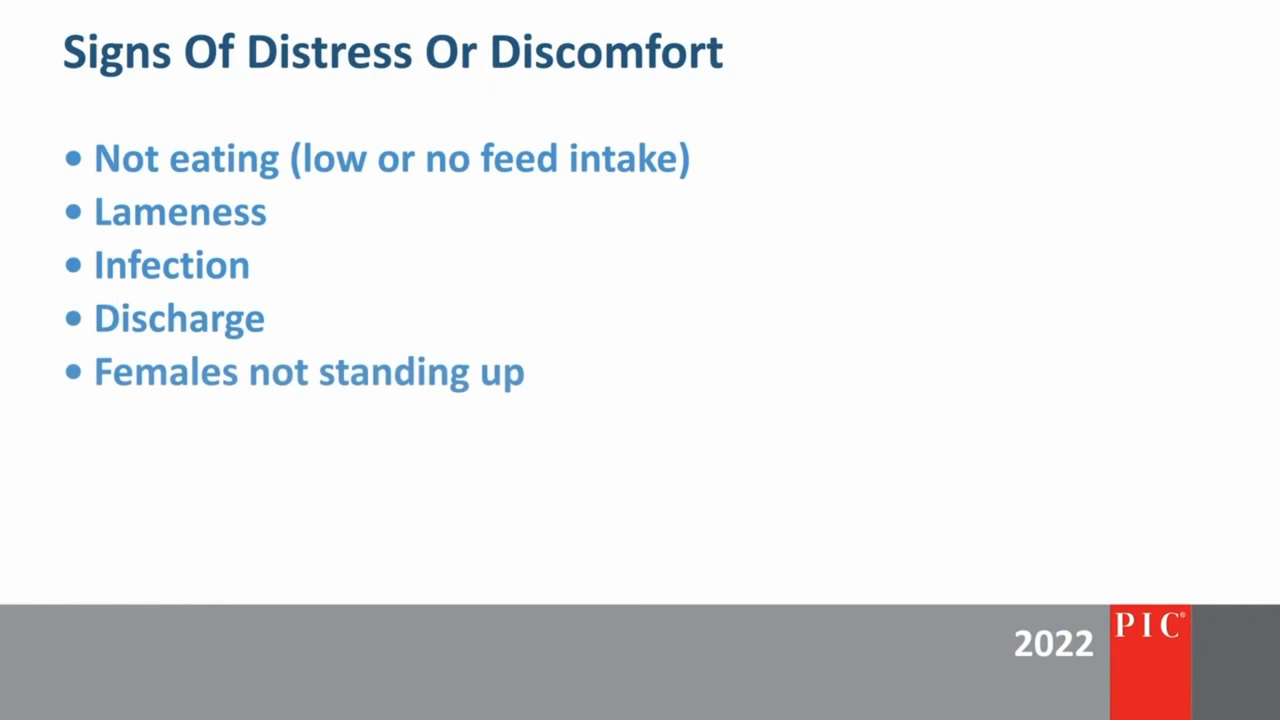 Signs Of Distress Or Discomfort
• Not eating (low or no feed intake)
• Lameness
• Infection
• Discharge
• Females not standing up
2022
PIC®